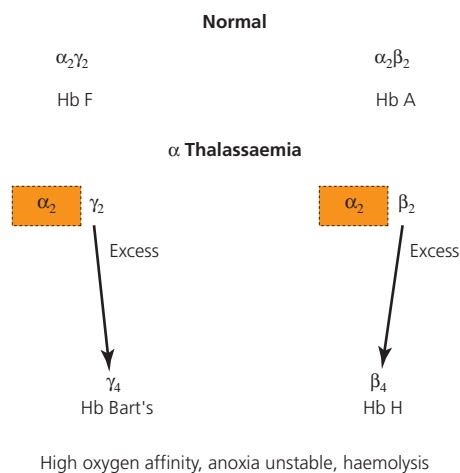 Normal
α₂γ₂ α₂β₂
Hb F Hb A
α Thalassaemia
α₂ γ₂ α₂ β₂
Excess Excess
γ₄ β₄
Hb Bart's Hb H
High oxygen affinity, anoxia unstable, haemolysis